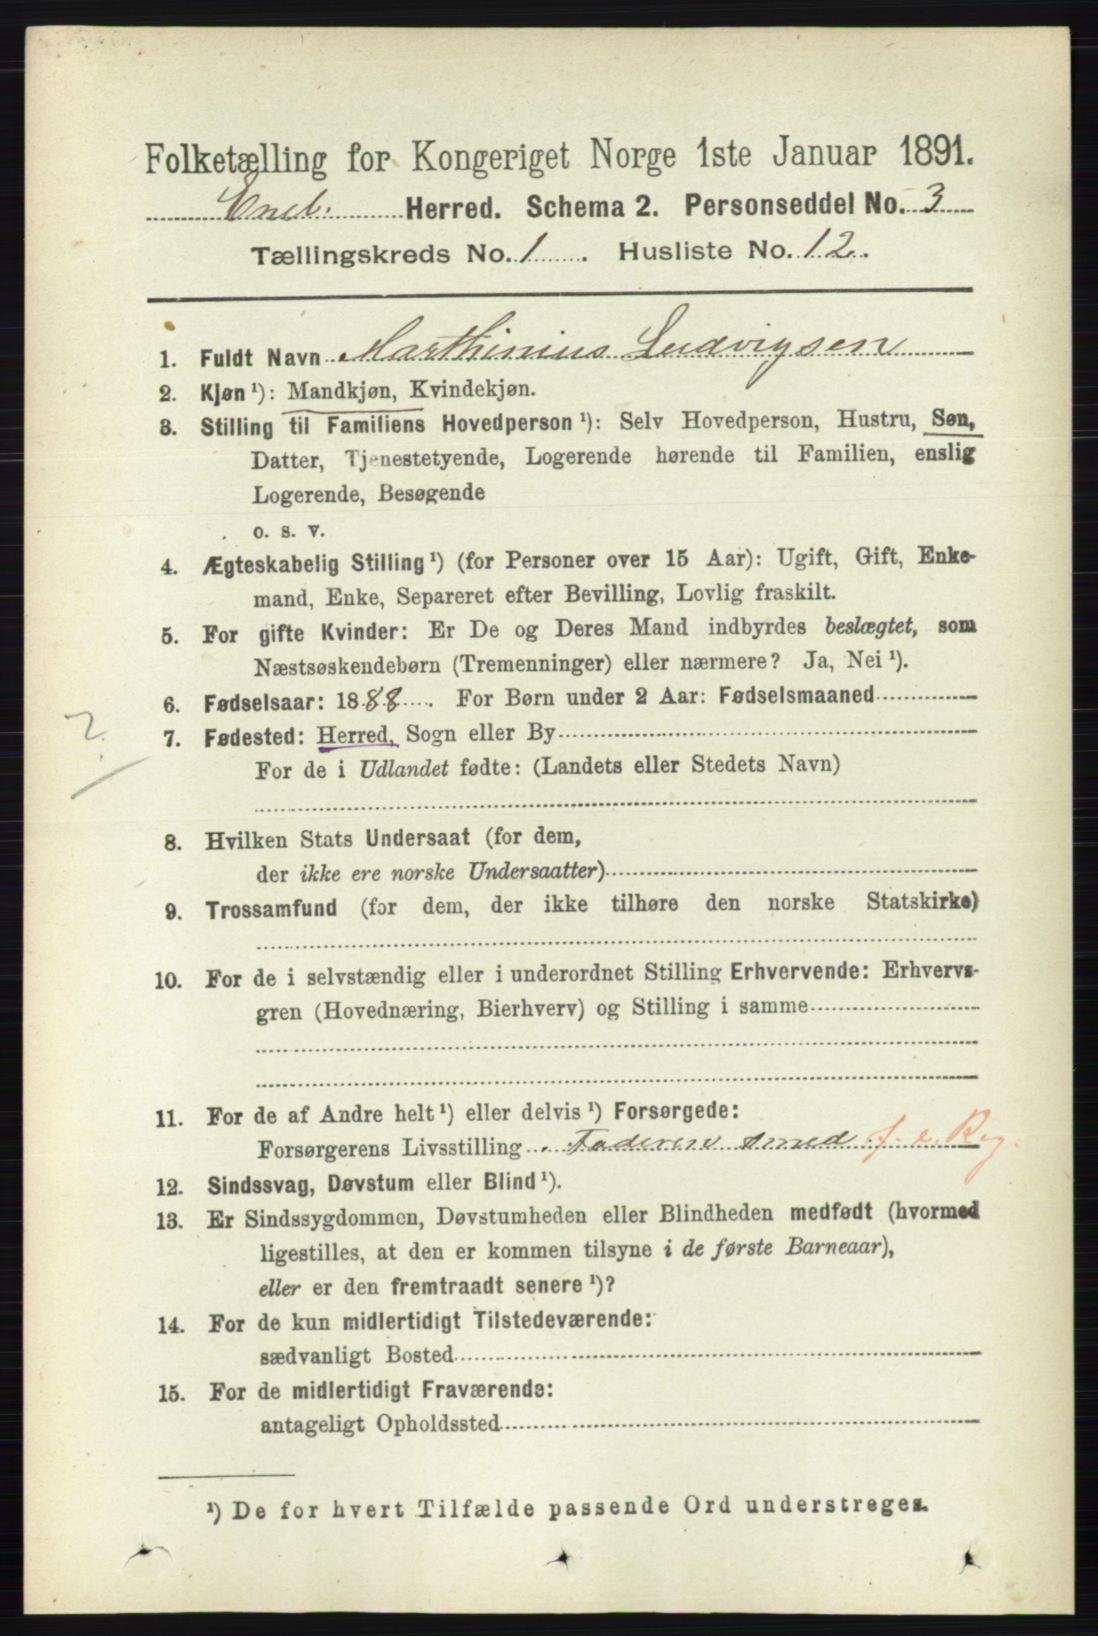 Folketælling for Kongeriget Norge 1ste Januar 1891.
Eneb. Herred. Schema 2. Personseddel No. 3
Tællingskreds No. 1 . Husliste No. 12.
1. Fuldt Navn Marthinius Ludvigsen
2. Kjøn ¹): Mandkjøn, Kvindekjøn.
3. Stilling til Familiens Hovedperson ¹): Selv Hovedperson, Hustru, Søn,
Datter, Tjenestetyende, Logerende hørende til Familien, enslig
Logerende, Besøgende
o. s. v.
4. Ægteskabelig Stilling ¹) (for Personer over 15 Aar): Ugift, Gift, Enke-
mand, Enke, Separeret efter Bevilling, Lovlig fraskilt.
5. For gifte Kvinder: Er De og Deres Mand indbyrdes beslægtet, som
Næstsøskendebørn (Tremenninger) eller nærmere? Ja, Nei ¹).
6. Fødselsaar: 1888. For Børn under 2 Aar: Fødselsmaaned
2.
7. Fødested: Herred, Sogn eller By
For de i Udlandet fødte: (Landets eller Stedets Navn)
8. Hvilken Stats Undersaat (for dem,
der ikke ere norske Undersaatter)
9. Trossamfund (for dem, der ikke tilhøre den norske Statskirke)
10. For de i selvstændig eller i underordnet Stilling Erhvervende: Erhvervs-
gren (Hovednæring, Bierhverv) og Stilling i samme
11. For de af Andre helt ¹) eller delvis ¹) Forsørgede:
Forsørgerens Livsstilling Faderen smed f. e. Reg.
12. Sindssvag, Døvstum eller Blind ¹).
13. Er Sindssygdommen, Døvstumheden eller Blindheden medfødt (hvormed
ligestilles, at den er kommen tilsyne i de første Barneaar),
eller er den fremtraadt senere ¹)?
14. For de kun midlertidigt Tilstedeværende:
sædvanligt Bosted
15. For de midlertidigt Fraværende:
antageligt Opholdssted
¹) De for hvert Tilfælde passende Ord understreges.